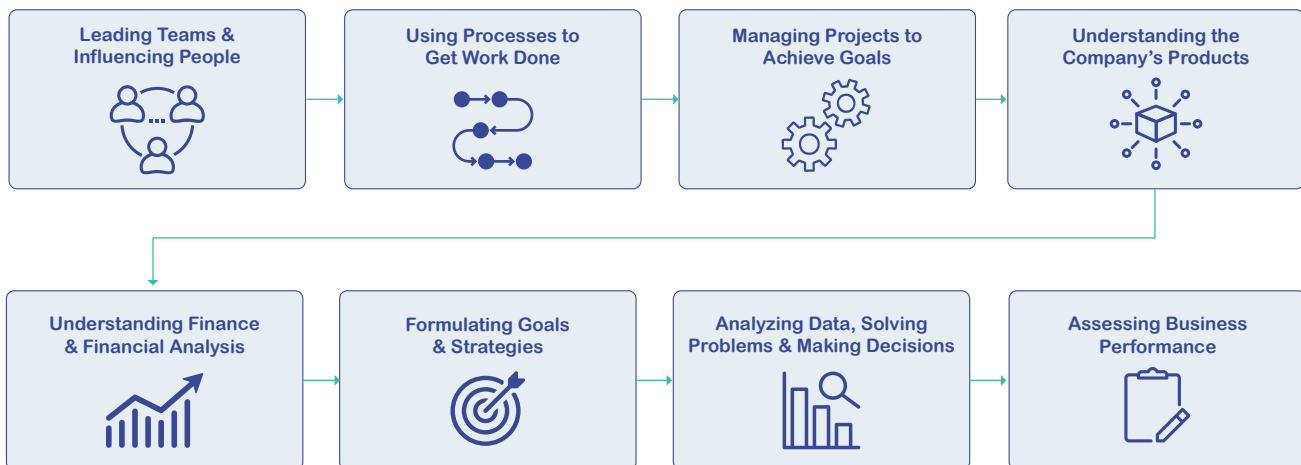 Leading Teams &
Influencing People
Using Processes to
Get Work Done
Managing Projects to
Achieve Goals
Understanding the
Company’s Products
Understanding Finance
& Financial Analysis
Formulating Goals
& Strategies
Analyzing Data, Solving
Problems & Making Decisions
Assessing Business
Performance